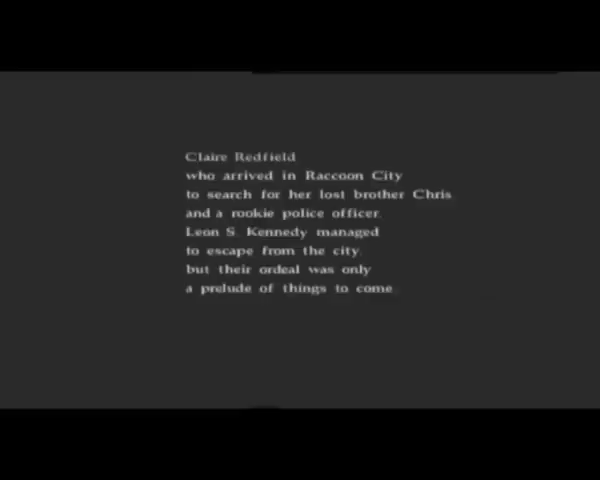 Claire Redfield
who arrived in Raccoon City
to search for her lost brother Chris
and a rookie police officer.
Leon S. Kennedy managed
to escape from the city.
but their ordeal was only
a prelude of things to come.